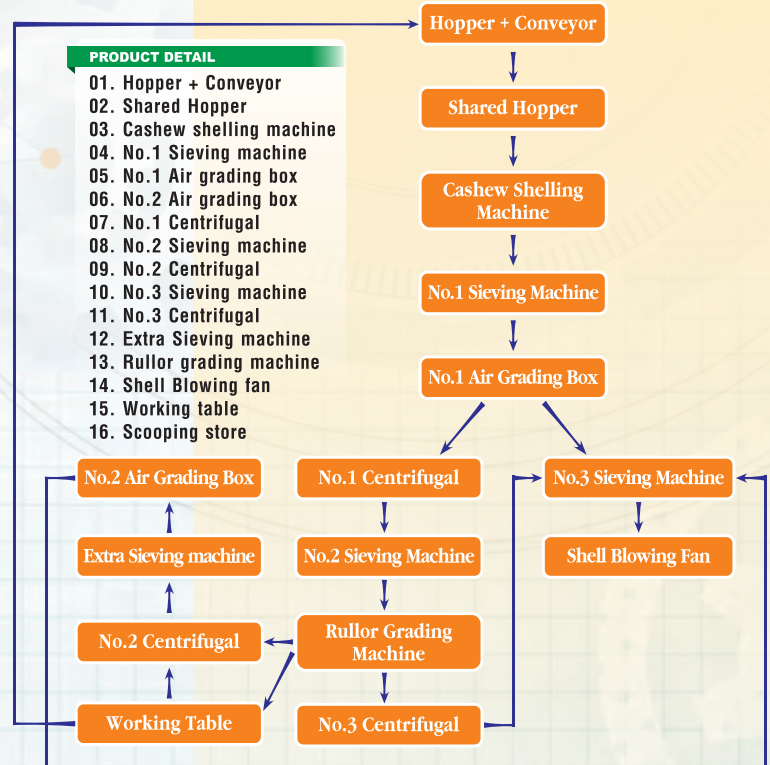 Hopper + Conveyor
PRODUCT DETAIL
01. Hopper + Conveyor
02. Shared Hopper
03. Cashew shelling machine
04. No.1 Sieving machine
05. No.1 Air grading box
06. No.2 Air grading box
07. No.1 Centrifugal
08. No.2 Sieving machine
09. No.2 Centrifugal
10. No.3 Sieving machine
11. No.3 Centrifugal
12. Extra Sieving machine
13. Rullor grading machine
14. Shell Blowing fan
15. Working table
16. Scooping store
Shared Hopper
Cashew Shelling
Machine
No.1 Sieving Machine
No.1 Air Grading Box
No.2 Air Grading Box
No.1 Centrifugal
No.3 Sieving Machine
Extra Sieving machine
No.2 Sieving Machine
Shell Blowing Fan
No.2 Centrifugal
Rullor Grading
Machine
Working Table
No.3 Centrifugal